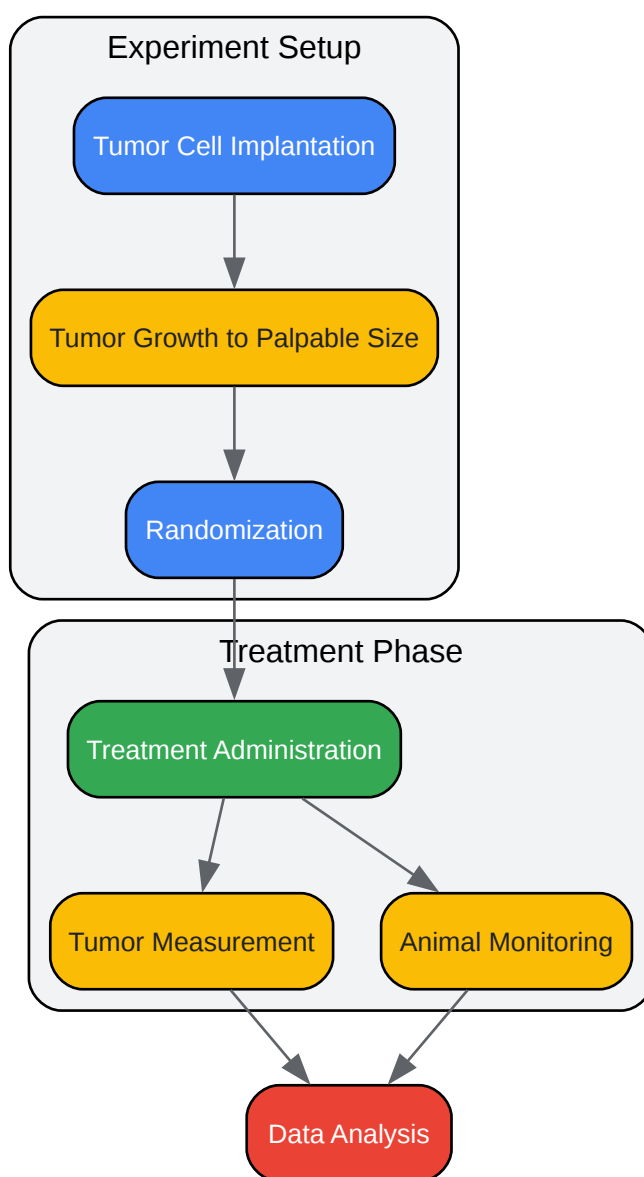 Experiment Setup
Tumor Cell Implantation
Tumor Growth to Palpable Size
Randomization
Treatment Phase
Treatment Administration
Tumor Measurement
Animal Monitoring
Data Analysis